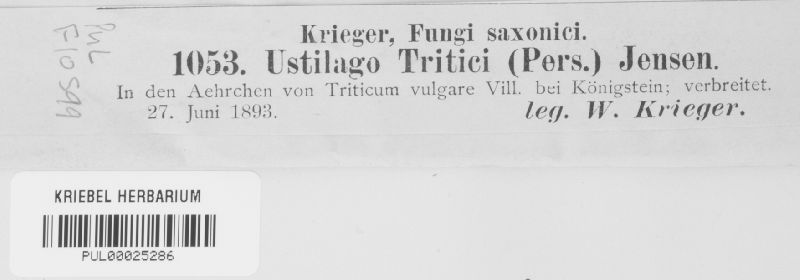 Krieger, Fungi saxonici.
1053. Ustilago Tritici (Pers.) Jensen.
In den Aehrchen von Triticum vulgare Vill. bei Königstein; verbreitet.
27. Juni 1893.
leg. W. Krieger.
PUL
F10599
KRIEBEL HERBARIUM
PUL00025286